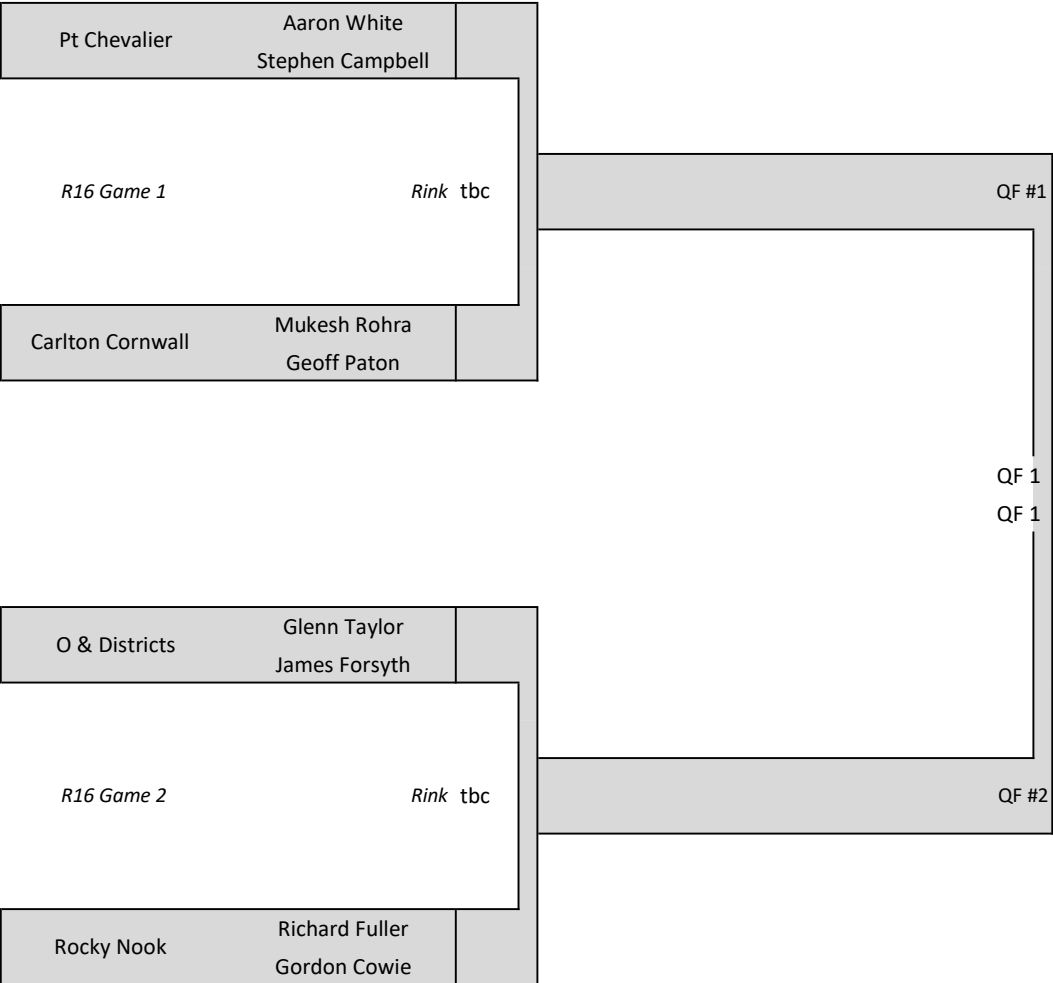 Aaron White
Pt Chevalier
Stephen Campbell
R16 Game 1 Rink tbc QF #1
Mukesh Rohra
Carlton Cornwall
Geoff Paton
QF 1
QF 1
Glenn Taylor
O & Districts
James Forsyth
R16 Game 2 Rink tbc QF #2
Richard Fuller
Rocky Nook
Gordon Cowie